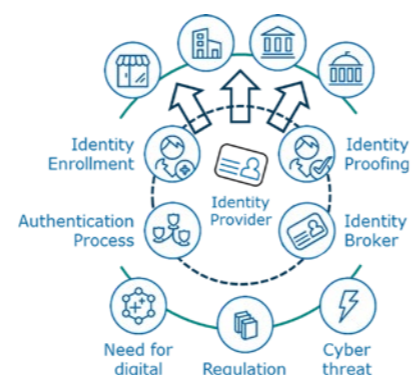 Identity
Enrollment
Identity
Proofing
Identity
Provider
Authentication
Process
Identity
Broker
Need for
digital
Regulation
Cyber
threat